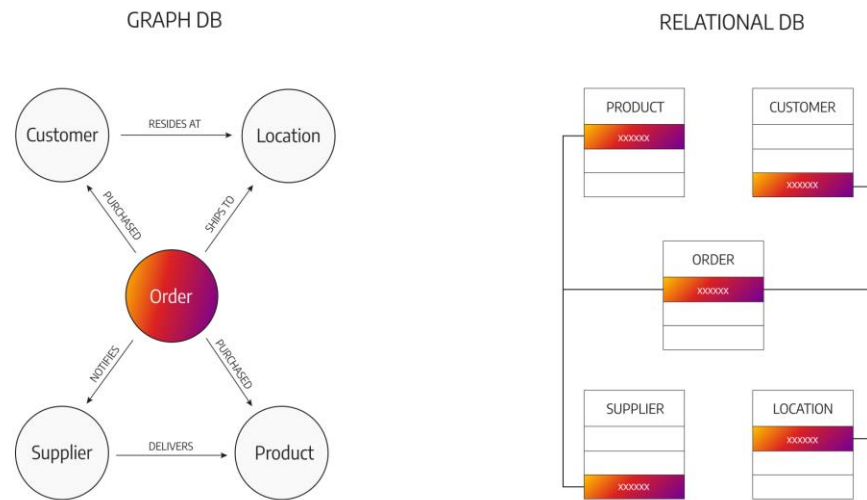 GRAPH DB
Customer
RESIDES AT
Location
PURCHASED
SHIPS TO
Order
NOTIFIES
PURCHASED
Supplier
DELIVERS
Product
RELATIONAL DB
PRODUCT
xxxxxx
CUSTOMER
xxxxxx
ORDER
xxxxxx
SUPPLIER
xxxxxx
LOCATION
xxxxxx